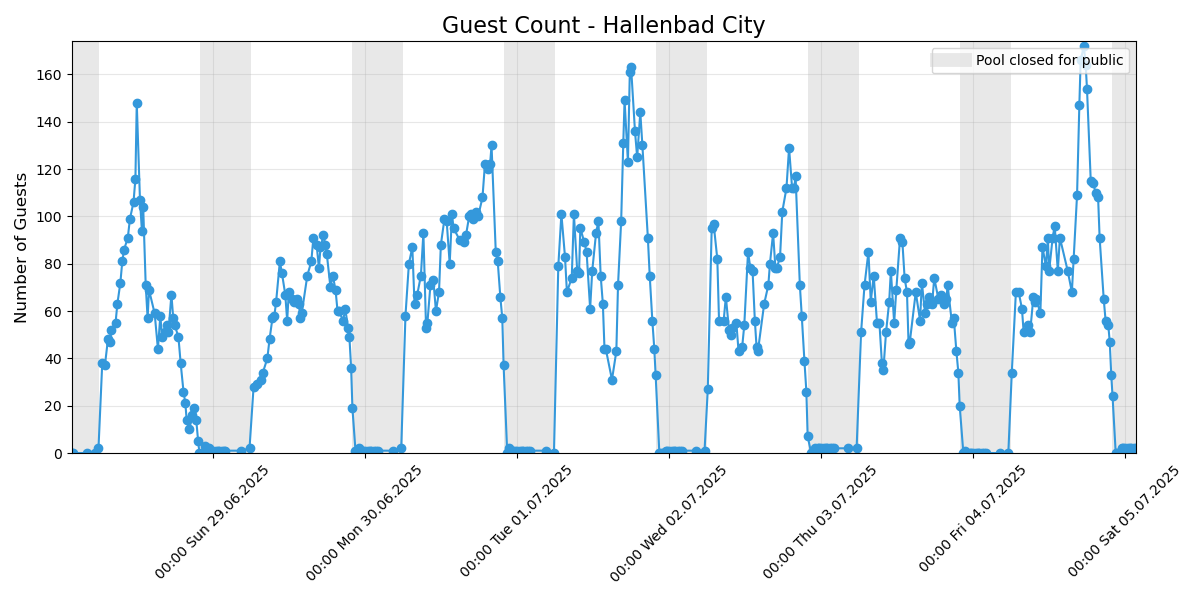 Guest Count - Hallenbad City
Pool closed for public
Number of Guests
160
140
120
100
80
60
40
20
0
00:00 Sun 29.06.2025
00:00 Mon 30.06.2025
00:00 Tue 01.07.2025
00:00 Wed 02.07.2025
00:00 Thu 03.07.2025
00:00 Fri 04.07.2025
00:00 Sat 05.07.2025